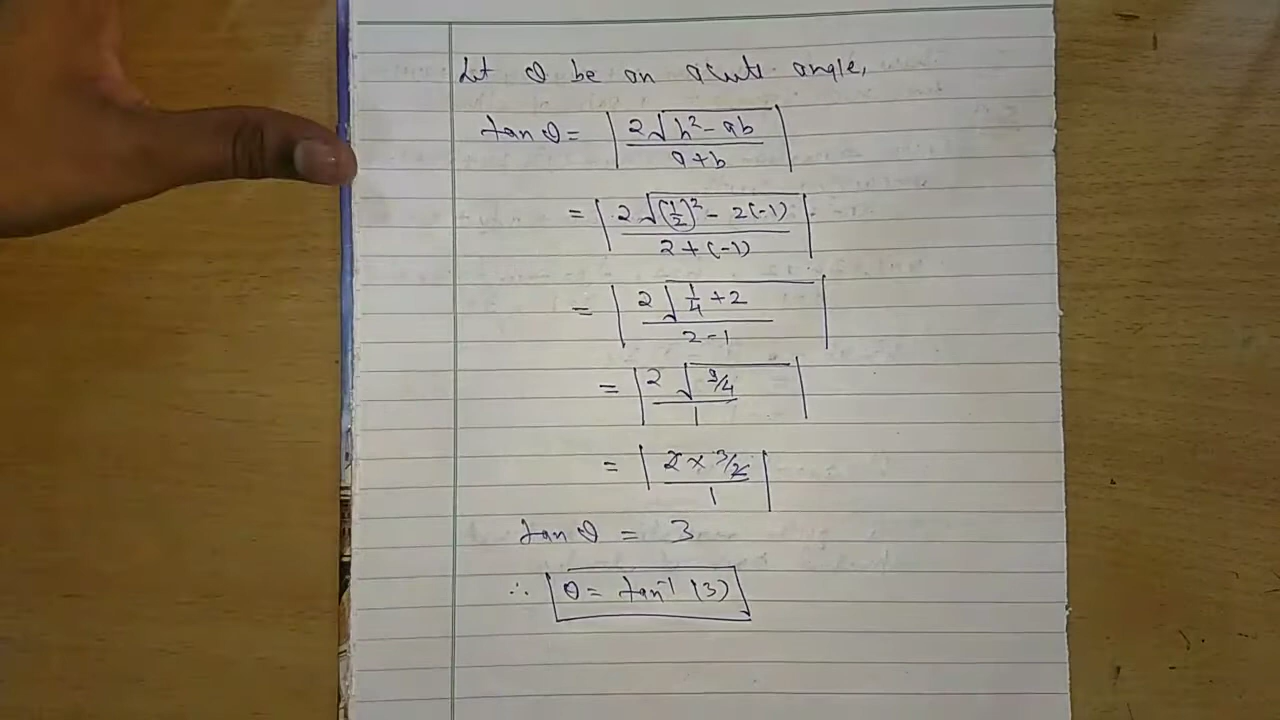 Let θ be an acute angle,
tan θ = | 2√(h² - ab) / (a + b) |
= | 2√((1/2)² - 2(-1)) / (2 + (-1)) |
= | 2√(1/4 + 2) / (2 - 1) |
= | 2√(9/4) / 1 |
= | (2 × 3/2) / 1 |
tan θ = 3
∴ θ = tan⁻¹ (3)